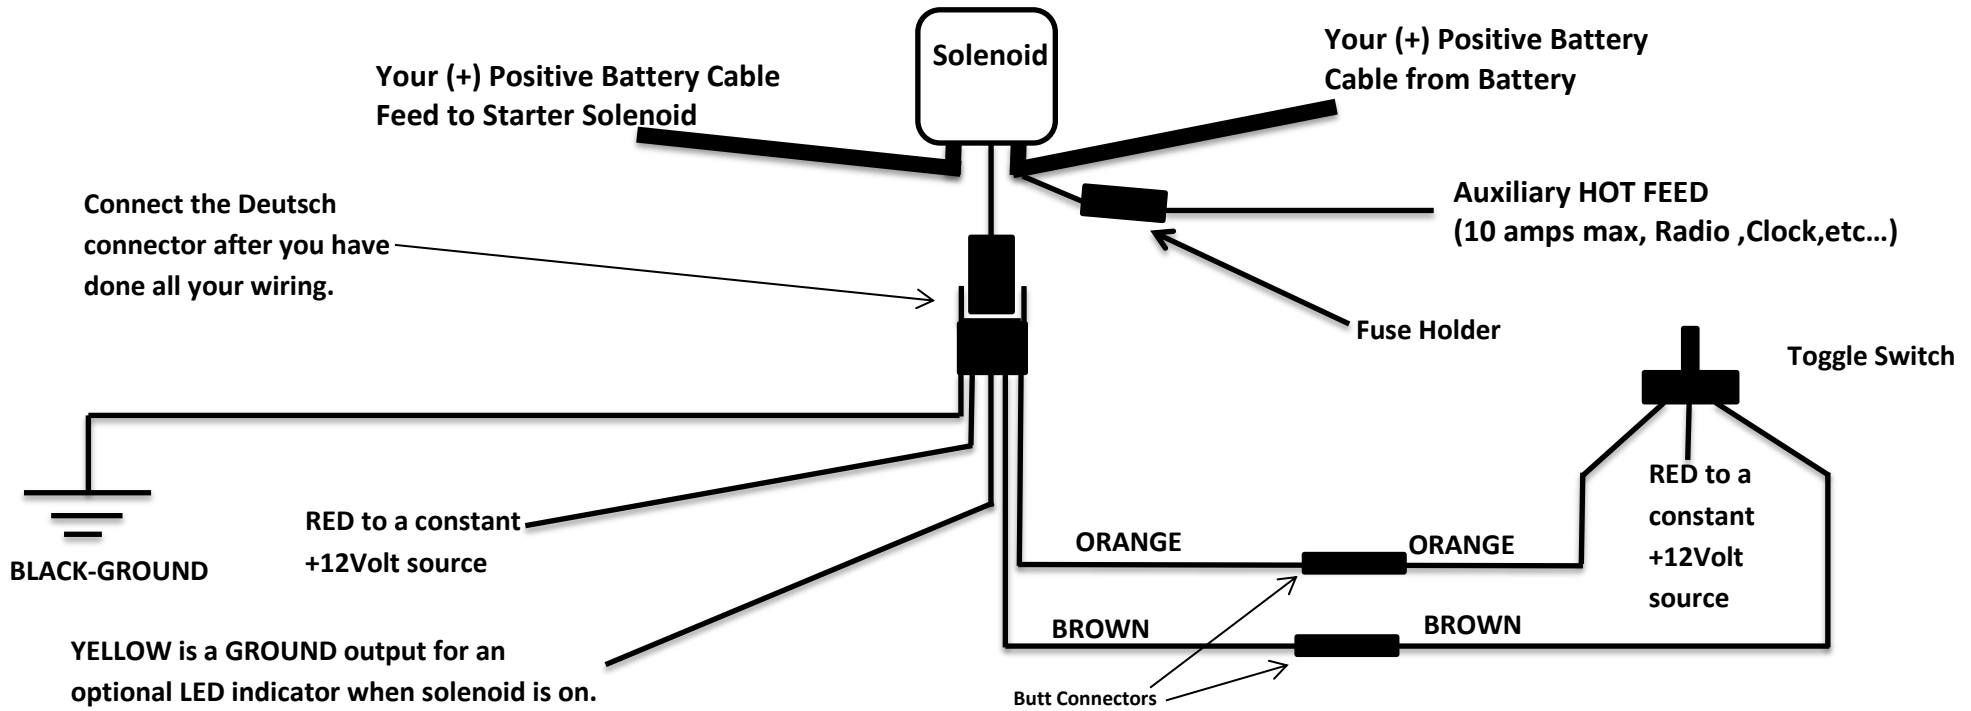 Solenoid
Your (+) Positive Battery Cable
Feed to Starter Solenoid
Your (+) Positive Battery
Cable from Battery
Connect the Deutsch
connector after you have
done all your wiring.
Auxiliary HOT FEED
(10 amps max, Radio ,Clock,etc...)
Fuse Holder
Toggle Switch
BLACK-GROUND
RED to a constant
+12Volt source
YELLOW is a GROUND output for an
optional LED indicator when solenoid is on.
ORANGE
ORANGE
BROWN
BROWN
Butt Connectors
RED to a
constant
+12Volt
source